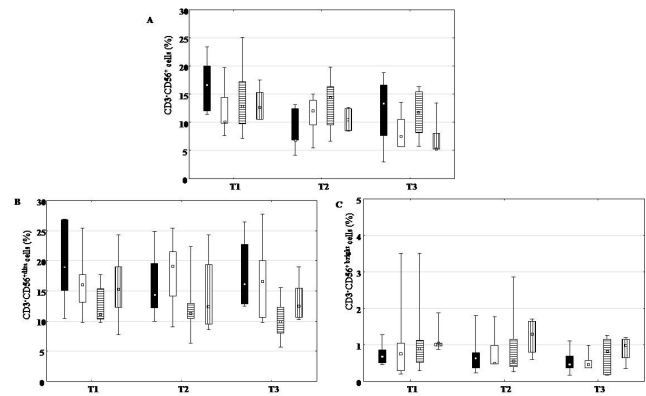 A
CD3-CD56+ cells (%)
30
25
20
15
10
5
0
T1 T2 T3
B
CD3-CD56+dim cells (%)
30
25
20
15
10
5
0
T1 T2 T3
C
CD3-CD56+bright cells (%)
5
4
3
2
1
0
T1 T2 T3